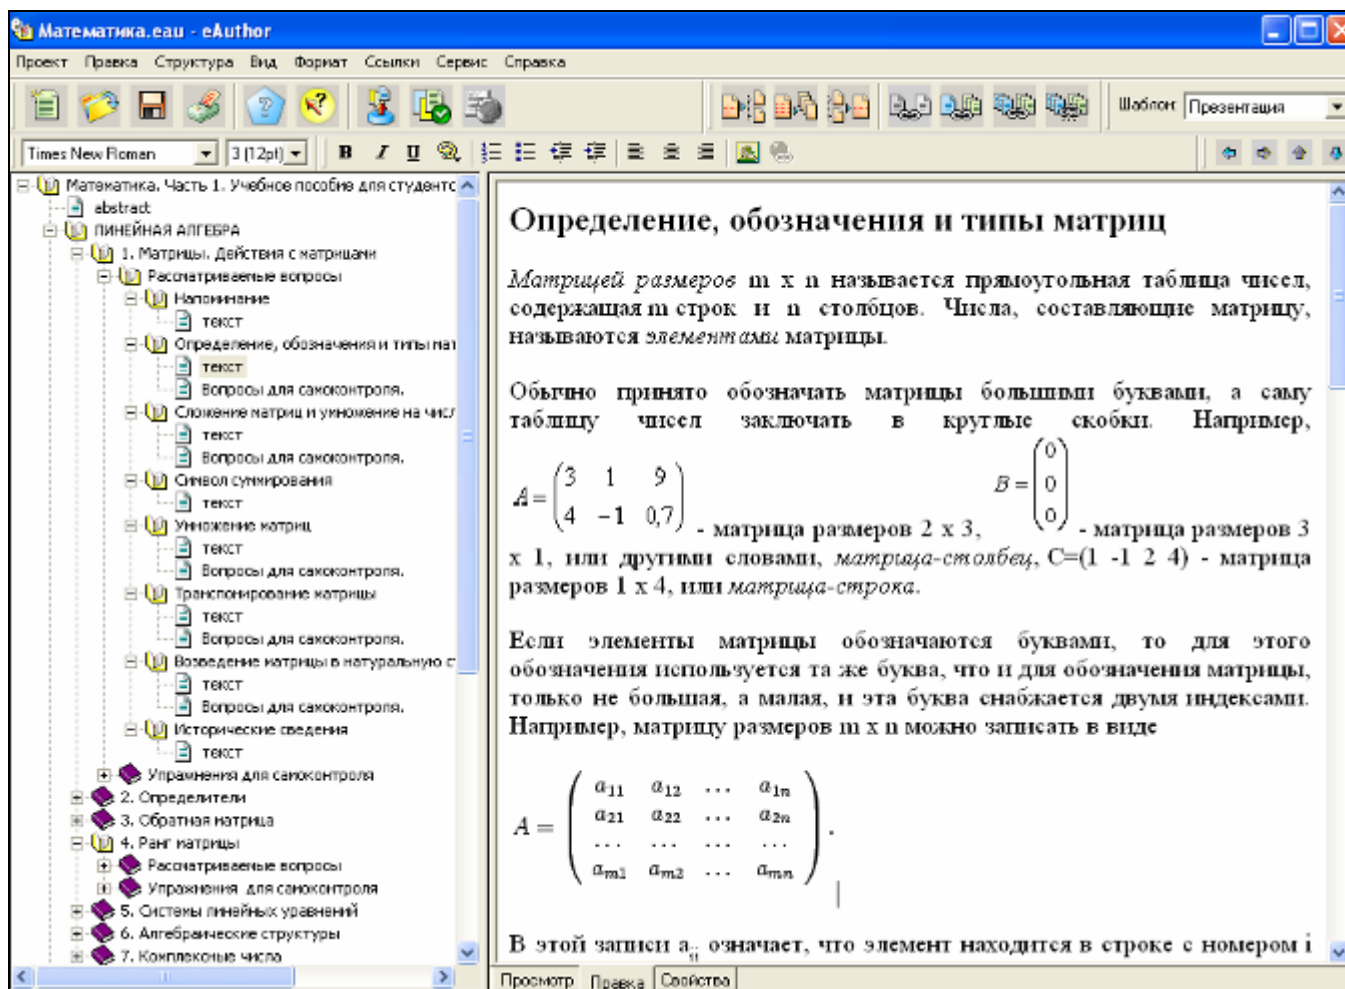 Математика.eau - eAuthor
Проект Правка Структура Вид Формат Ссылки Сервис Справка
Шаблон: Презентация
Times New Roman 3 (12pt) B I U
Математика. Часть 1. Учебное пособие для студентс
abstract
ЛИНЕЙНАЯ АЛГЕБРА
1. Матрицы. Действия с матрицами
Рассматриваемые вопросы
Напоминание
текст
Определение, обозначения и типы мат
текст
Вопросы для самоконтроля.
Сложение матриц и умножение на числ
текст
Вопросы для самоконтроля.
Символ суммирования
текст
Умножение матриц
текст
Вопросы для самоконтроля.
Транспонирование матрицы
текст
Вопросы для самоконтроля.
Возведение матрицы в натуральную ст
текст
Вопросы для самоконтроля.
Исторические сведения
текст
Упражнения для самоконтроля
2. Определители
3. Обратная матрица
4. Ранг матрицы
Рассматриваемые вопросы
Упражнения для самоконтроля
5. Системы линейных уравнений
6. Алгебраические структуры
7. Комплексные числа
Определение, обозначения и типы матриц
Матрицей размеров m x n называется прямоугольная таблица чисел,
содержащая m строк и n столбцов. Числа, составляющие матрицу,
называются элементами матрицы.
Обычно принято обозначать матрицы большими буквами, а саму
таблицу чисел заключать в круглые скобки. Например,
A = (3 1 9
4 -1 0,7) - матрица размеров 2 x 3, B = (0
0
0) - матрица размеров 3
x 1, или другими словами, матрица-столбец, C=(1 -1 2 4) - матрица
размеров 1 x 4, или матрица-строка.
Если элементы матрицы обозначаются буквами, то для этого
обозначения используется та же буква, что и для обозначения матрицы,
только не большая, а малая, и эта буква снабжается двумя индексами.
Например, матрицу размеров m x n можно записать в виде
A = (a11 a12 ... a1n
a21 a22 ... a2n
... ... ... ...
am1 am2 ... amn).
В этой записи aij означает, что элемент находится в строке с номером i
Просмотр Правка Свойства